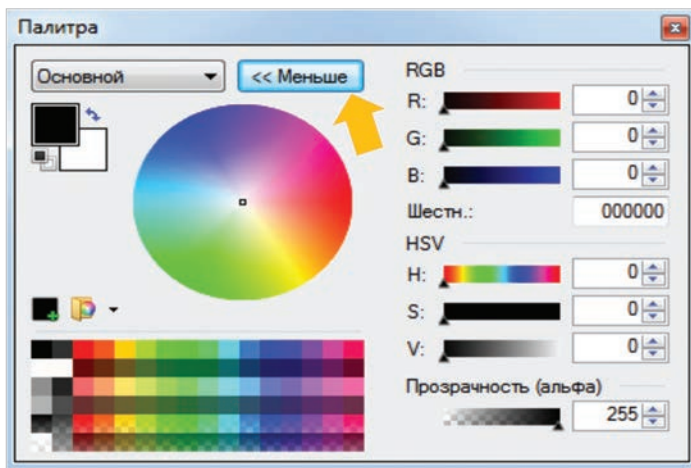 Палитра
Основной
<< Меньше
RGB
R: 0
G: 0
B: 0
Шестн.: 000000
HSV
H: 0
S: 0
V: 0
Прозрачность (альфа)
255